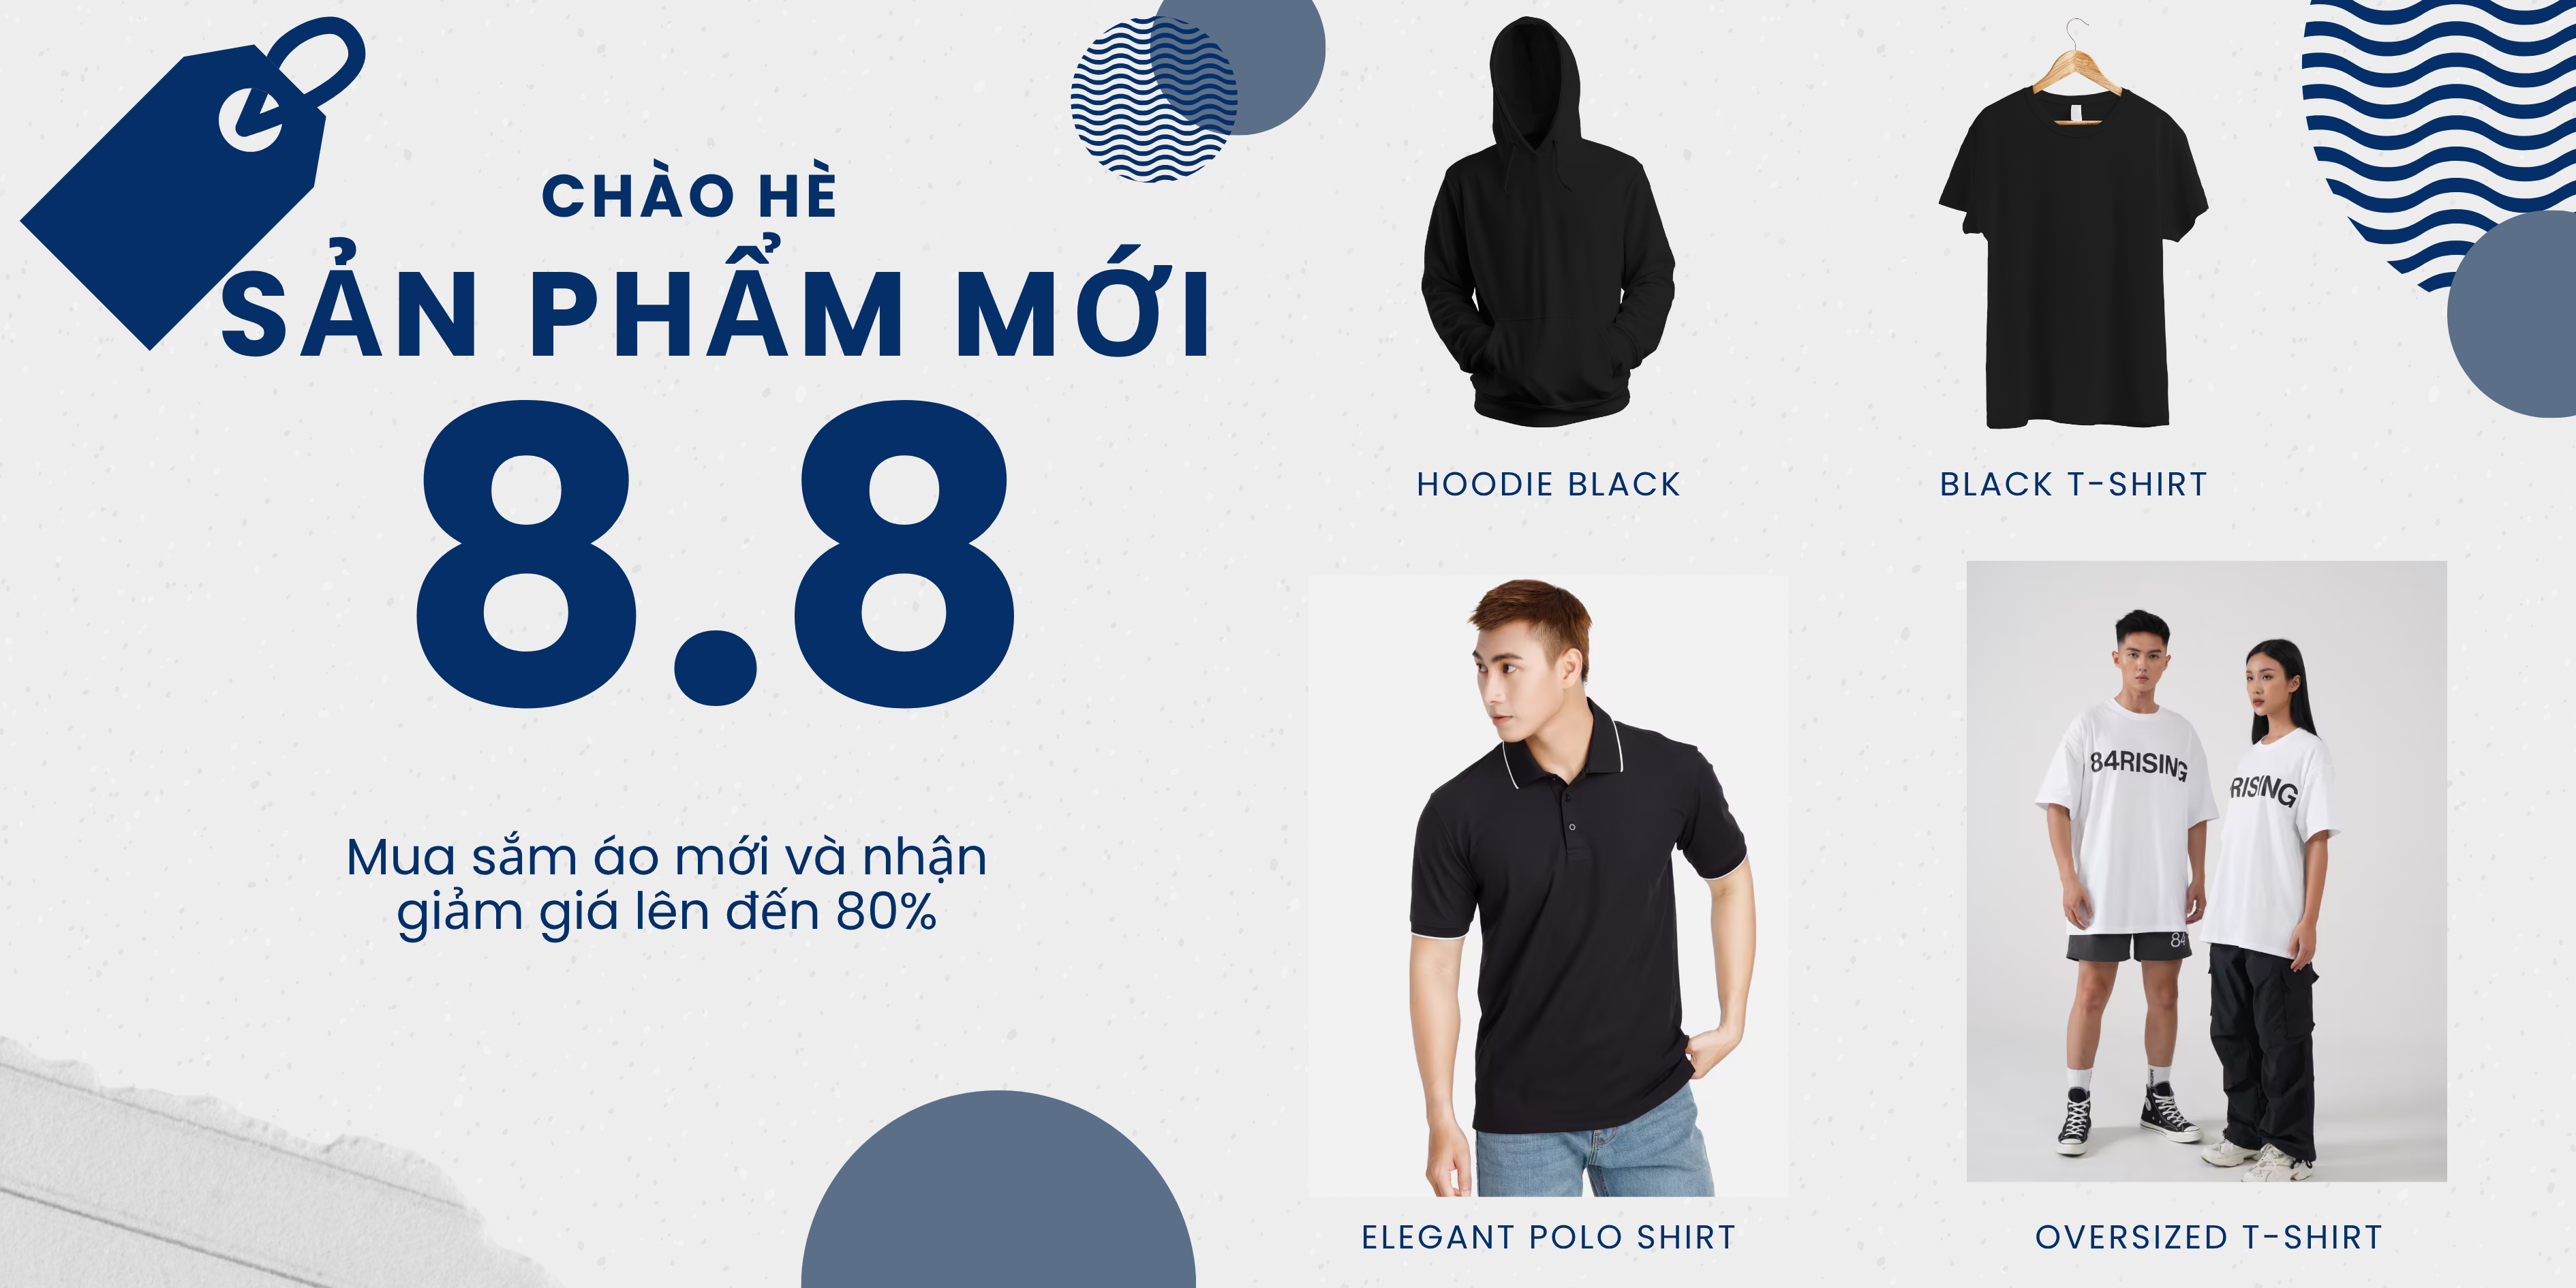 CHÀO HÈ
SẢN PHẨM MỚI
8.8
Mua sắm áo mới và nhận
giảm giá lên đến 80%
HOODIE BLACK
BLACK T-SHIRT
84RISING
RISING
84
ELEGANT POLO SHIRT
OVERSIZED T-SHIRT